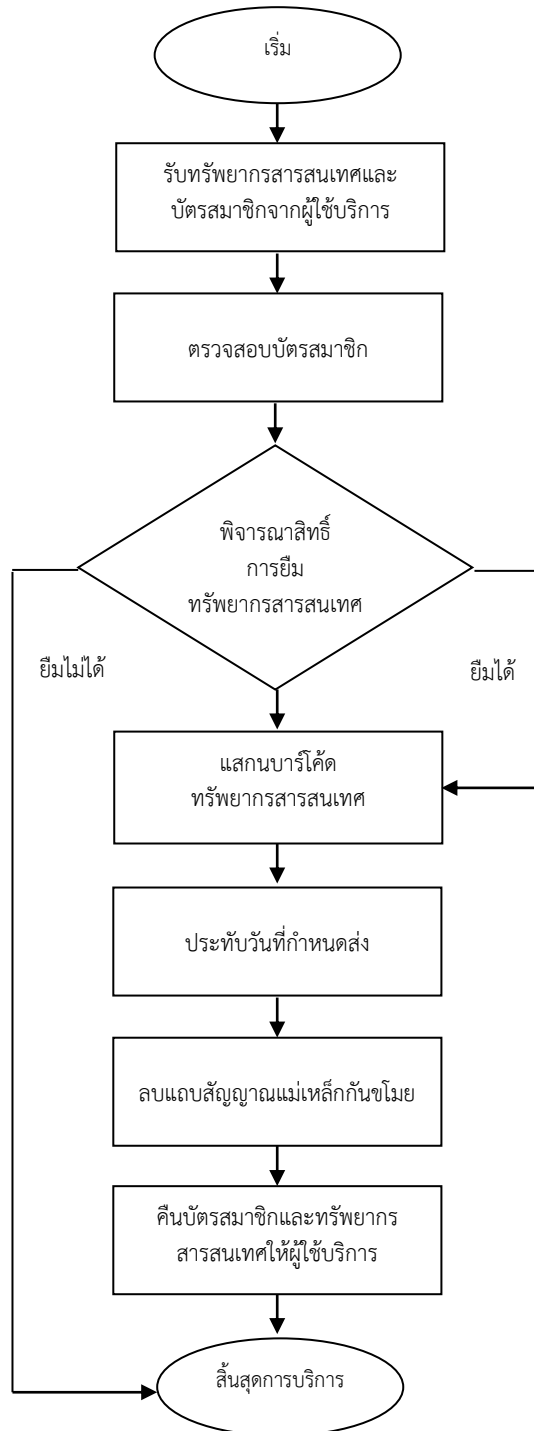 เริ่ม
รับทรัพยากรสารสนเทศและ
บัตรสมาชิกจากผู้ใช้บริการ
ตรวจสอบบัตรสมาชิก
พิจารณาสิทธิ์
การยืม
ทรัพยากรสารสนเทศ
ยืมไม่ได้
ยืมได้
แสกนบาร์โค้ด
ทรัพยากรสารสนเทศ
ประทับวันที่กำหนดส่ง
ลบแถบสัญญาณแม่เหล็กกันขโมย
คืนบัตรสมาชิกและทรัพยากร
สารสนเทศให้ผู้ใช้บริการ
สิ้นสุดการบริการ